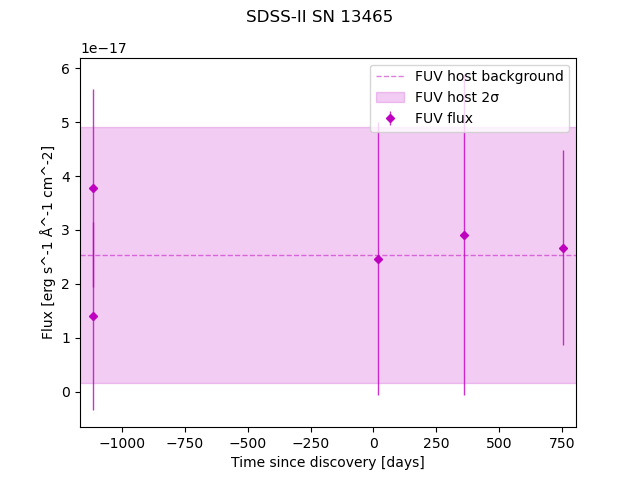 SDSS-II SN 13465
1e−17
FUV host background
FUV host 2σ
FUV flux
6
5
4
3
2
1
0
Flux [erg s^-1 Å^-1 cm^-2]
−1000
−750
−500
−250
0
250
500
750
Time since discovery [days]